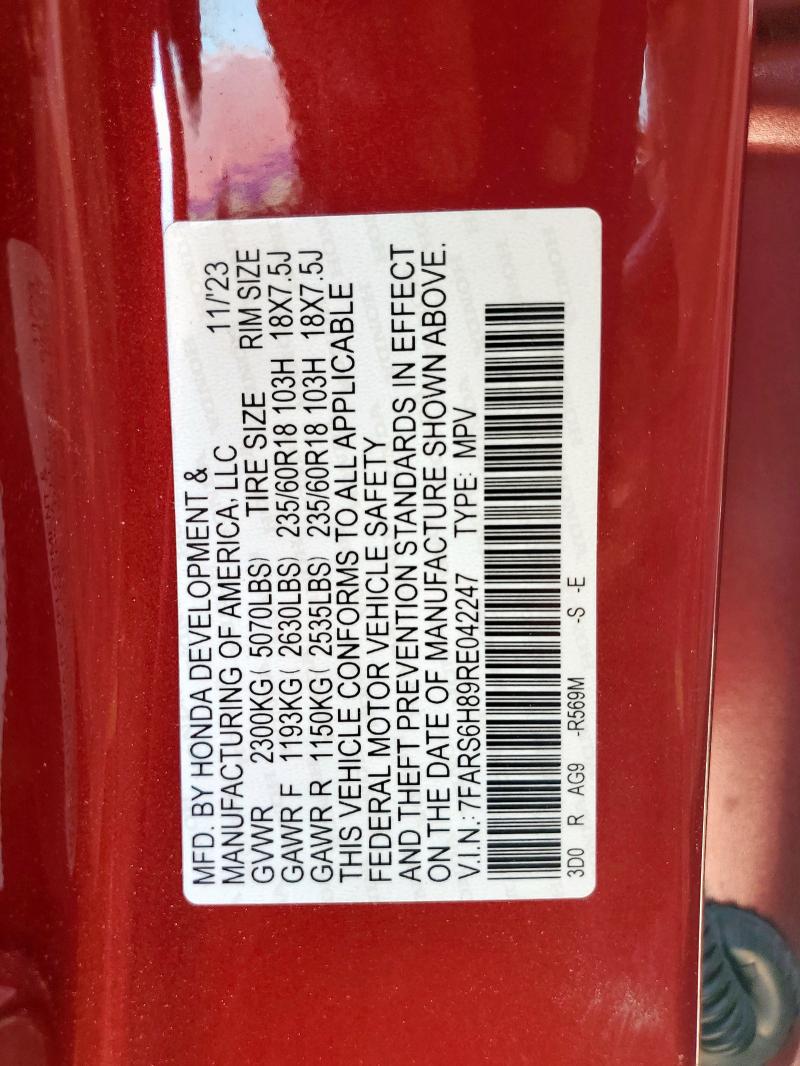 MFD. BY HONDA DEVELOPMENT &
MANUFACTURING OF AMERICA, LLC 11/'23
GVWR 2300KG ( 5070LBS) TIRE SIZE RIM SIZE
GAWR F 1193KG ( 2630LBS) 235/60R18 103H 18X7.5J
GAWR R 1150KG ( 2535LBS) 235/60R18 103H 18X7.5J
THIS VEHICLE CONFORMS TO ALL APPLICABLE
FEDERAL MOTOR VEHICLE SAFETY
AND THEFT PREVENTION STANDARDS IN EFFECT
ON THE DATE OF MANUFACTURE SHOWN ABOVE.
V.I.N.: 7FARS6H89RE042247 TYPE: MPV
3D0 R AG9 -R569M -S -E